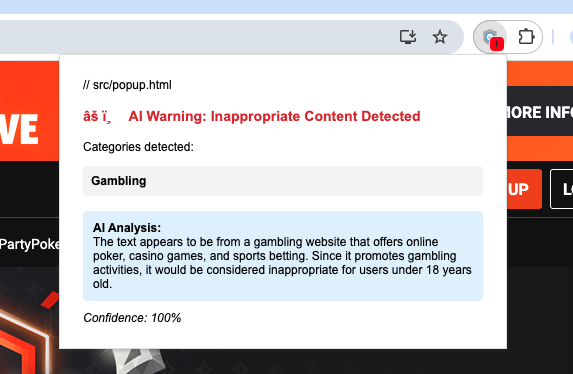 !
// src/popup.html
âš ï¸ AI Warning: Inappropriate Content Detected
Categories detected:
Gambling
AI Analysis:
The text appears to be from a gambling website that offers online
poker, casino games, and sports betting. Since it promotes gambling
activities, it would be considered inappropriate for users under 18 years
old.
Confidence: 100%
VE
MORE INFO
UP
LO
PartyPoke